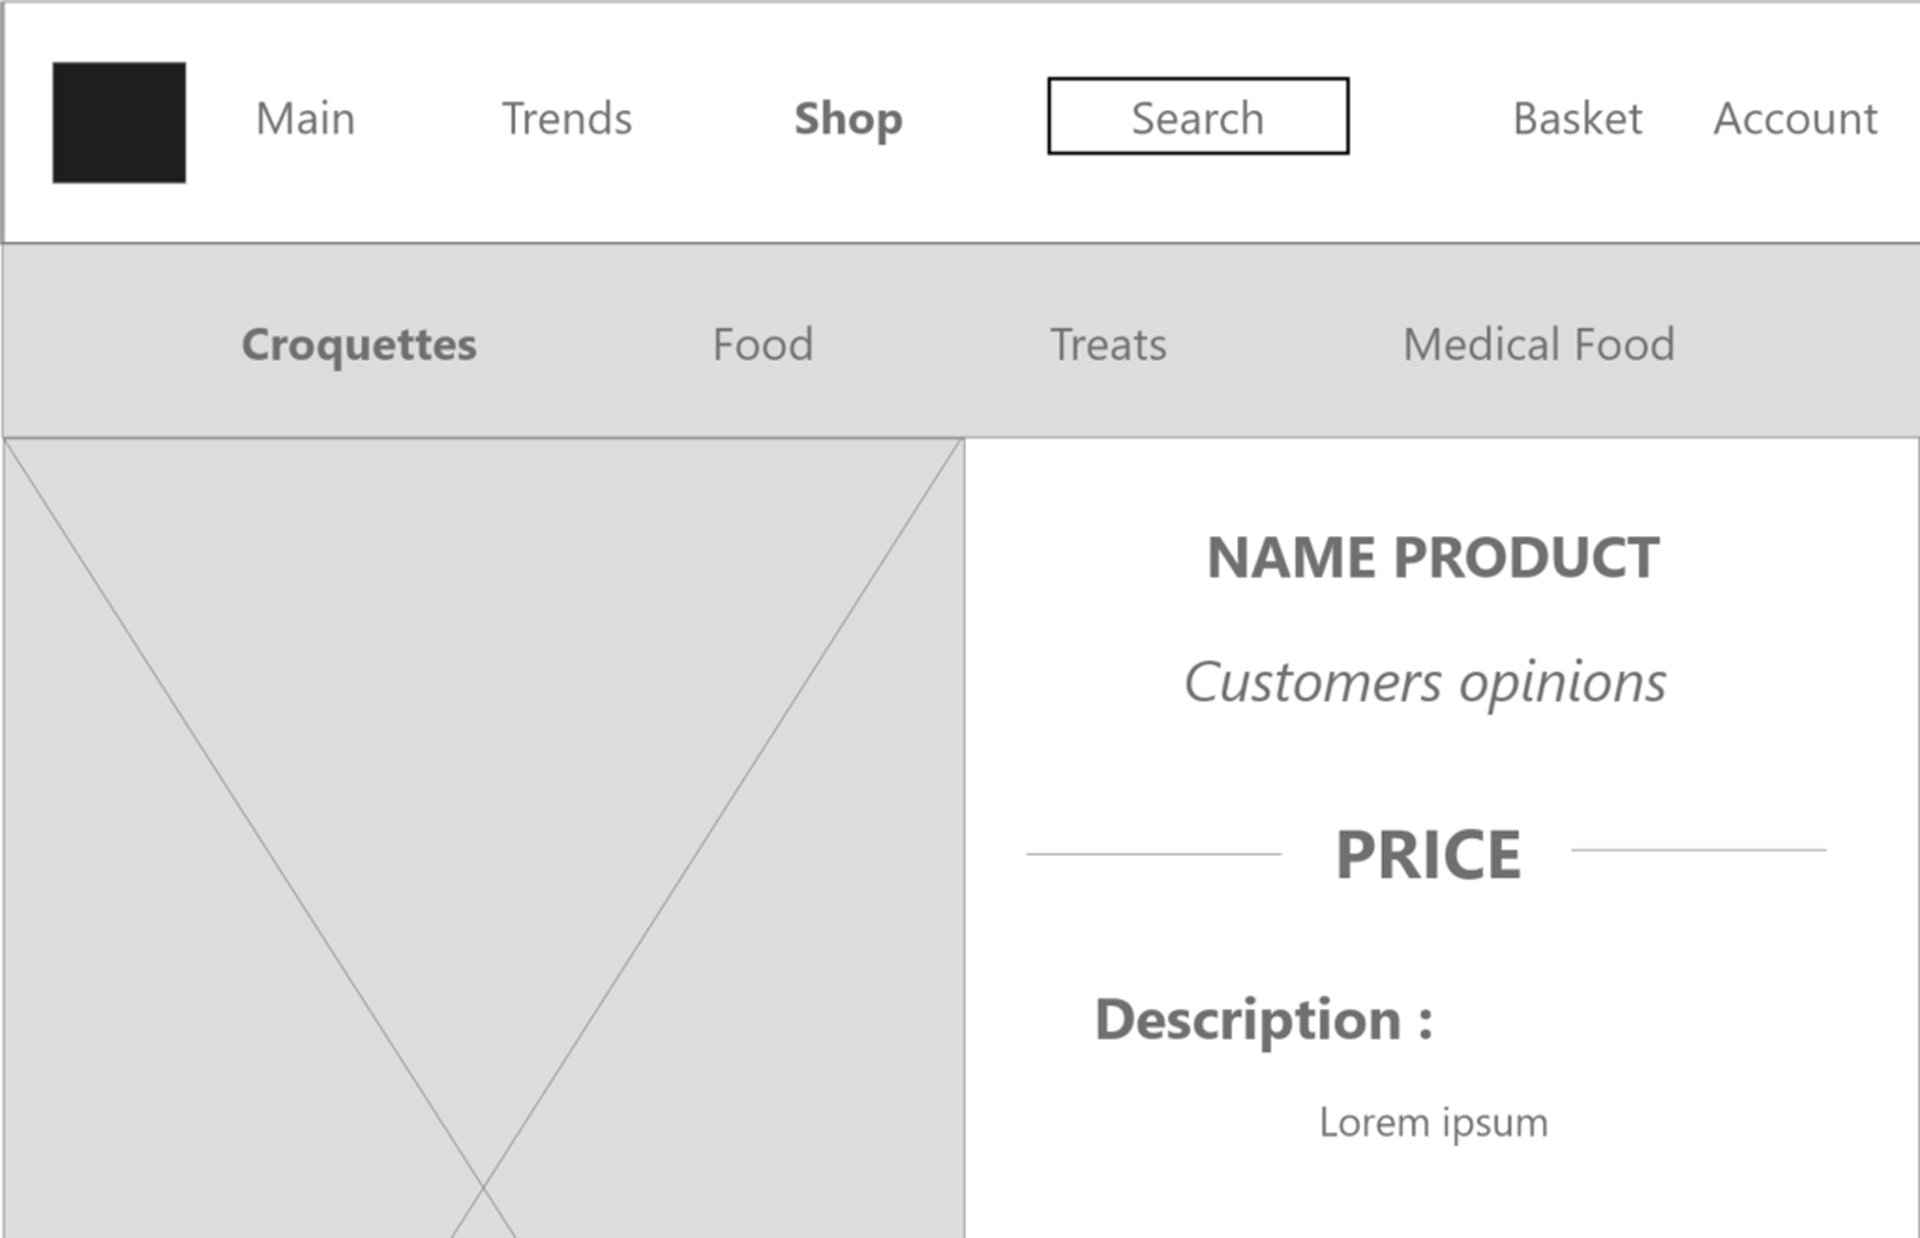 Main Trends Shop Search Basket Account
Croquettes Food Treats Medical Food
NAME PRODUCT
Customers opinions
PRICE
Description :
Lorem ipsum